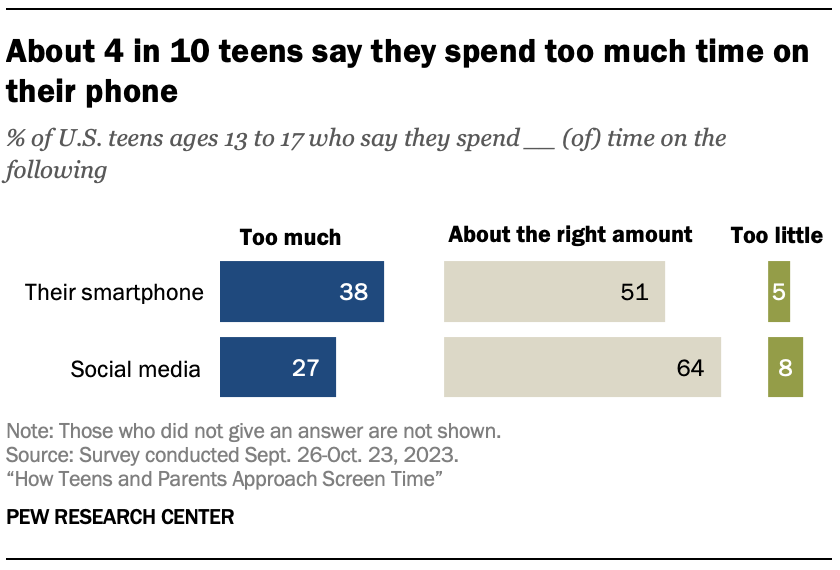 About 4 in 10 teens say they spend too much time on
their phone
% of U.S. teens ages 13 to 17 who say they spend __ (of) time on the
following
Too much About the right amount Too little
Their smartphone 38 51 5
Social media 27 64 8
Note: Those who did not give an answer are not shown.
Source: Survey conducted Sept. 26-Oct. 23, 2023.
“How Teens and Parents Approach Screen Time”
PEW RESEARCH CENTER